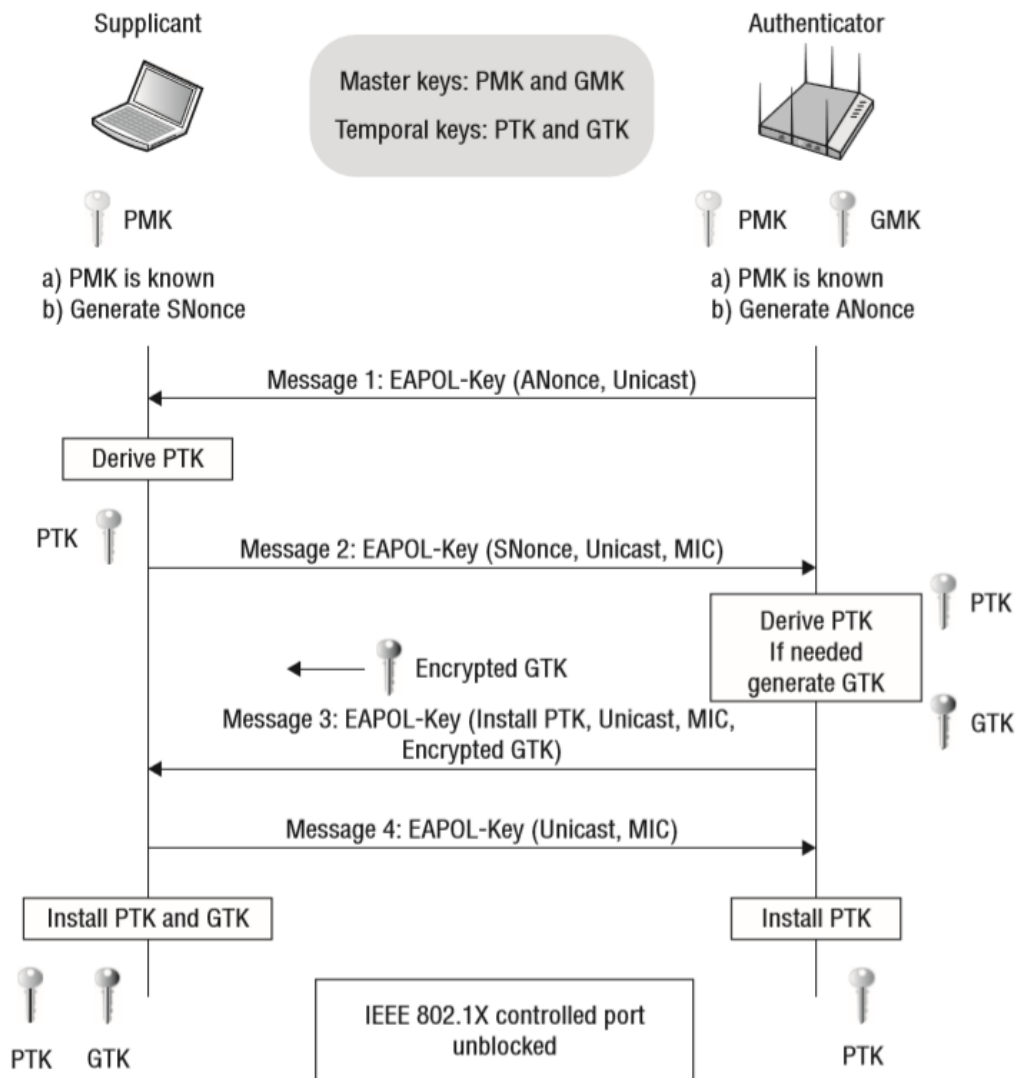 Supplicant
Authenticator
Master keys: PMK and GMK
Temporal keys: PTK and GTK
PMK
PMK
GMK
a) PMK is known
b) Generate SNonce
a) PMK is known
b) Generate ANonce
Message 1: EAPOL-Key (ANonce, Unicast)
Derive PTK
PTK
Message 2: EAPOL-Key (SNonce, Unicast, MIC)
Derive PTK
If needed
generate GTK
PTK
GTK
Encrypted GTK
Message 3: EAPOL-Key (Install PTK, Unicast, MIC,
Encrypted GTK)
Message 4: EAPOL-Key (Unicast, MIC)
Install PTK and GTK
Install PTK
PTK
GTK
IEEE 802.1X controlled port
unblocked
PTK